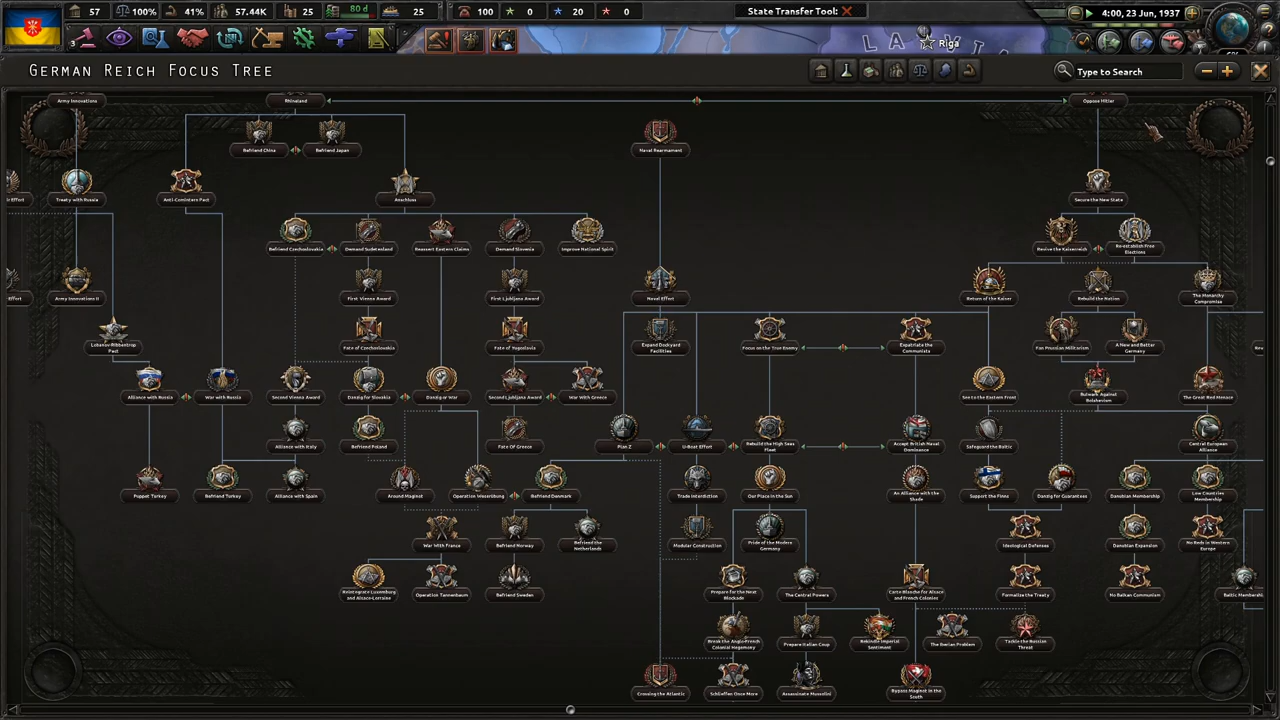 57
100%
41%
57.44K
25
80 d
25
100
0
20
0
State Transfer Tool:
4:00, 23 Jun, 1937
3
L A V
Riga
GERMAN REICH FOCUS TREE
Type to Search
Army Innovations
Rhineland
Oppose Hitler
Befriend China
Befriend Japan
Naval Rearmament
Treaty with Russia
Anti-Comintern Pact
Anschluss
Secure the New State
Befriend Czechoslovakia
Demand Sudetenland
Reassert Eastern Claims
Demand Slovenia
Improve National Spirit
Revive the Kaiserreich
Re-establish Free
Elections
Effort
Army Innovations II
First Vienna Award
First Ljubljana Award
Naval Effort
Return of the Kaiser
Rebuild the Nation
The Monarchy
Compromise
Lokanov-Ribbentrop
Pact
Fate of Czechoslovakia
Fate of Yugoslavia
Expand Dockyard
Facilities
Focus on the True Enemy
Expatriate the
Communists
Pan Prussian Militarism
A New and Better
Germany
Alliance with Russia
War with Russia
Second Vienna Award
Danzig for Slovakia
Danzig or War
Second Ljubljana Award
War With Greece
See to the Eastern Front
Bulwark Against
Bolshevism
The Great Red Menace
Alliance with Italy
Befriend Poland
Fate Of Greece
Plan Z
U-Boat Effort
Rebuild the High Seas
Fleet
Accept British Naval
Dominance
Safeguard the Baltic
Central European
Alliance
Puppet Turkey
Befriend Turkey
Alliance with Spain
Around Maginot
Operation Weserübung
Befriend Denmark
Trade Interdiction
Our Place in the Sun
An Alliance with the
Shade
Support the Finns
Danzig for Guarantees
Danubian Membership
Low Countries
Membership
War With France
Befriend Norway
Befriend the
Netherlands
Modular Construction
Pride of the Modern
Germany
Ideological Defenses
Danubian Expansion
No Reds in Western
Europe
Reintegrate Luxemburg
and Alsace-Lorraine
Operation Tannenbaum
Befriend Sweden
Prepare for the Next
Blockade
The Central Powers
Carte Blanche for Alsace
and French Colonies
Formalize the Treaty
No Balkan Communism
Baltic Membership
Break the Anglo-French
Colonial Hegemony
Prepare Italian Coup
Rekindle Imperial
Sentiment
The Iberian Problem
Tackle the Russian
Threat
Crossing the Atlantic
Schlieffen Once More
Assassinate Mussolini
Bypass Maginot in the
South